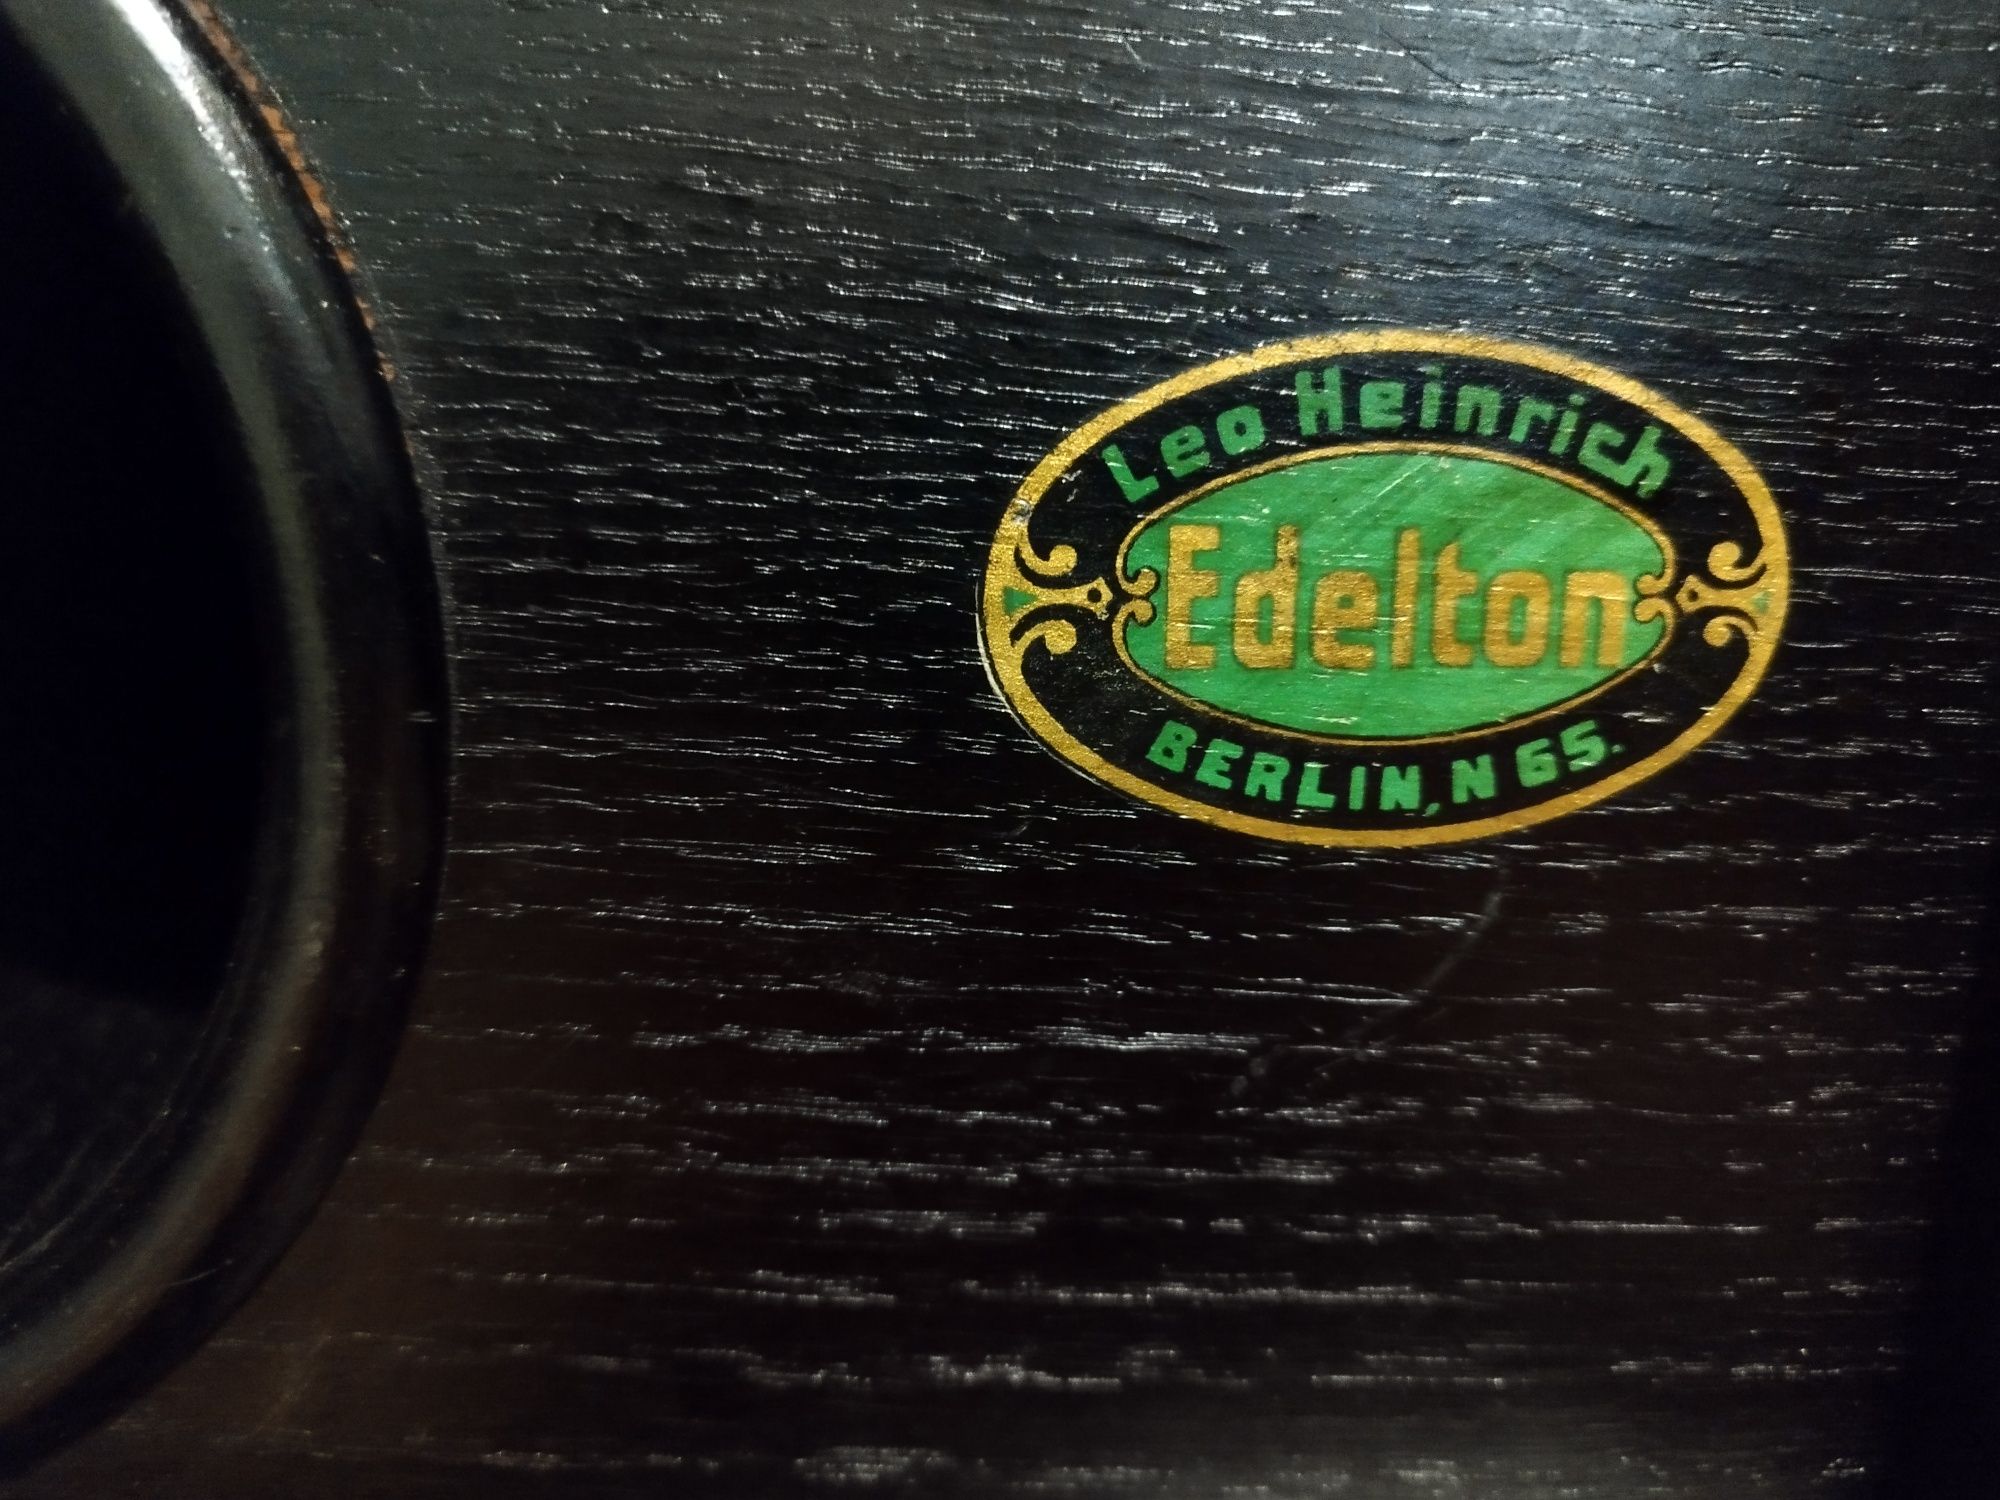 Leo Heinrich
Edelton
BERLIN, N 65.